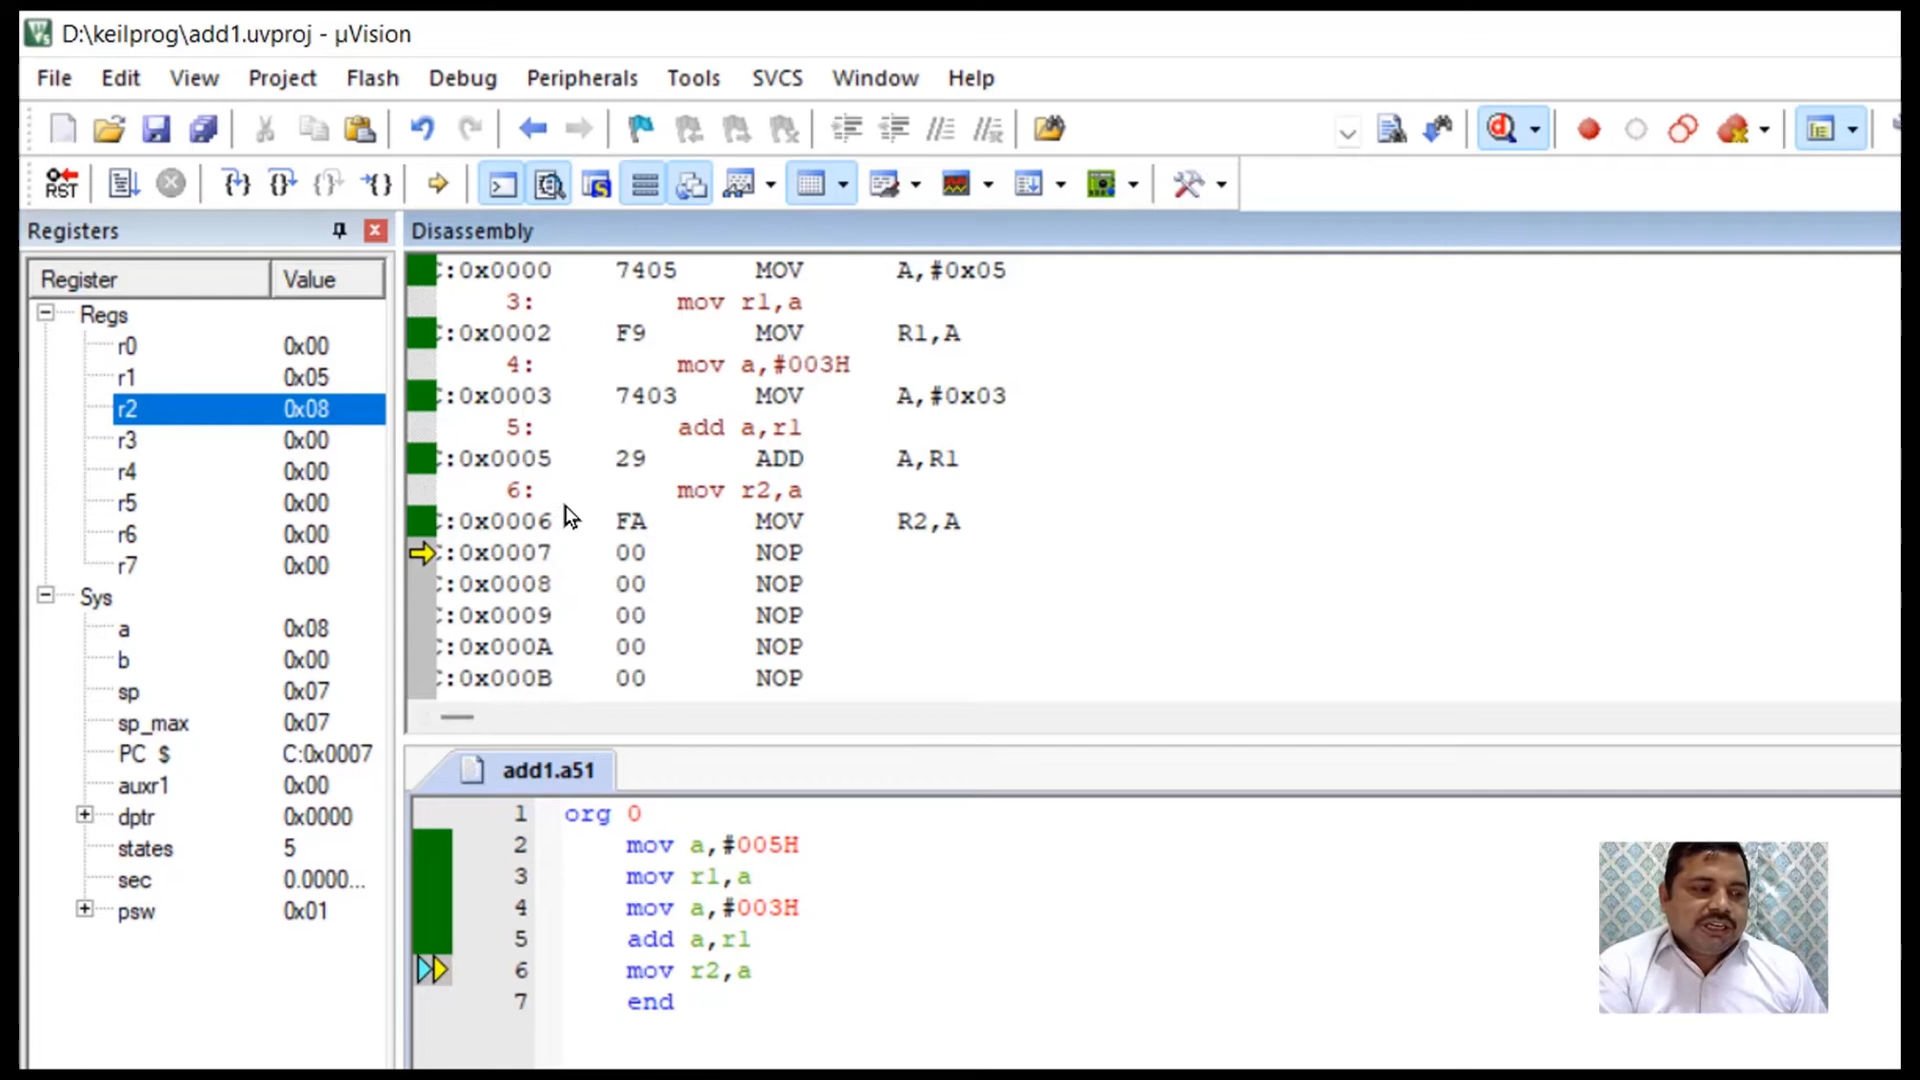 D:\keilprog\add1.uvproj - µVision
File Edit View Project Flash Debug Peripherals Tools SVCS Window Help
RST
Registers
Register Value
Regs
r0 0x00
r1 0x05
r2 0x08
r3 0x00
r4 0x00
r5 0x00
r6 0x00
r7 0x00
Sys
a 0x08
b 0x00
sp 0x07
sp_max 0x07
PC $ C:0x0007
auxr1 0x00
dptr 0x0000
states 5
sec 0.0000...
psw 0x01
Disassembly
C:0x0000 7405 MOV A,#0x05
3: mov r1,a
C:0x0002 F9 MOV R1,A
4: mov a,#003H
C:0x0003 7403 MOV A,#0x03
5: add a,r1
C:0x0005 29 ADD A,R1
6: mov r2,a
C:0x0006 FA MOV R2,A
C:0x0007 00 NOP
C:0x0008 00 NOP
C:0x0009 00 NOP
C:0x000A 00 NOP
C:0x000B 00 NOP
add1.a51
1 org 0
2 mov a,#005H
3 mov r1,a
4 mov a,#003H
5 add a,r1
6 mov r2,a
7 end